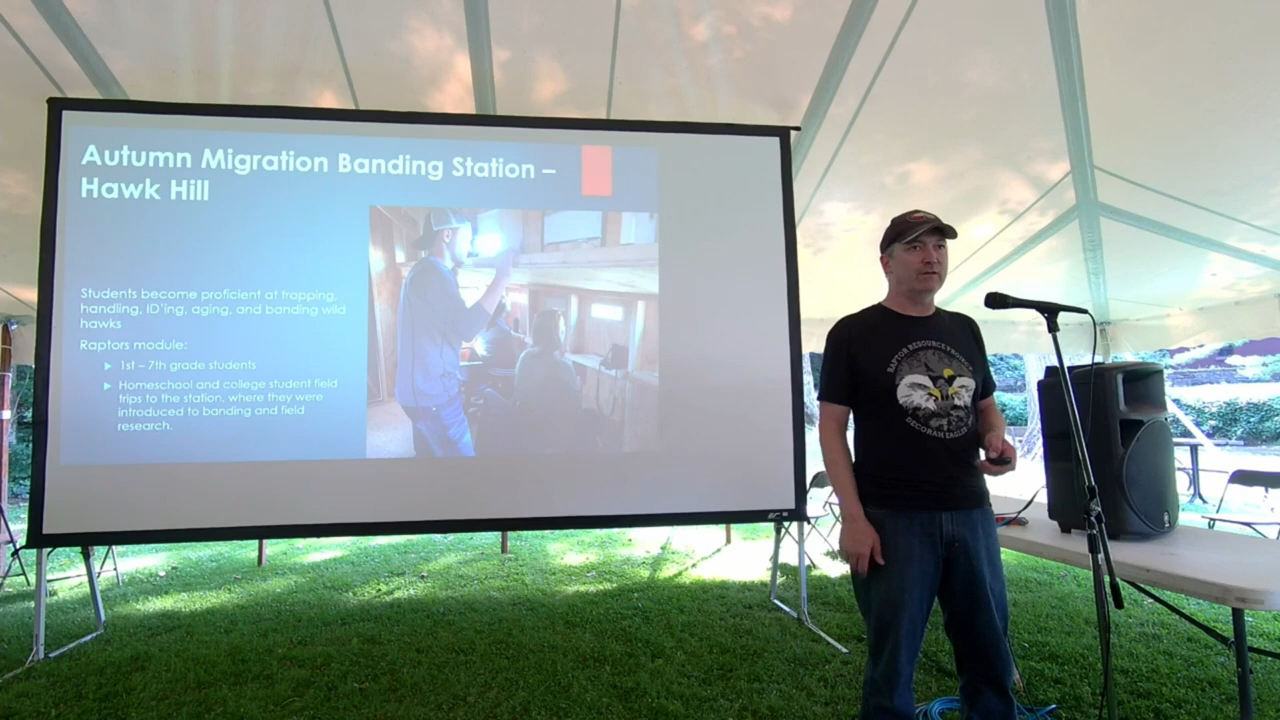 Autumn Migration Banding Station –
Hawk Hill
Students become proficient at trapping,
handling, ID'ing, aging, and banding wild
hawks
Raptors module:
1st – 7th grade students
Homeschool and college student field
trips to the station, where they were
introduced to banding and field
research.
RAPTOR RESOURCE PROJECT
DECORAH EAGLES